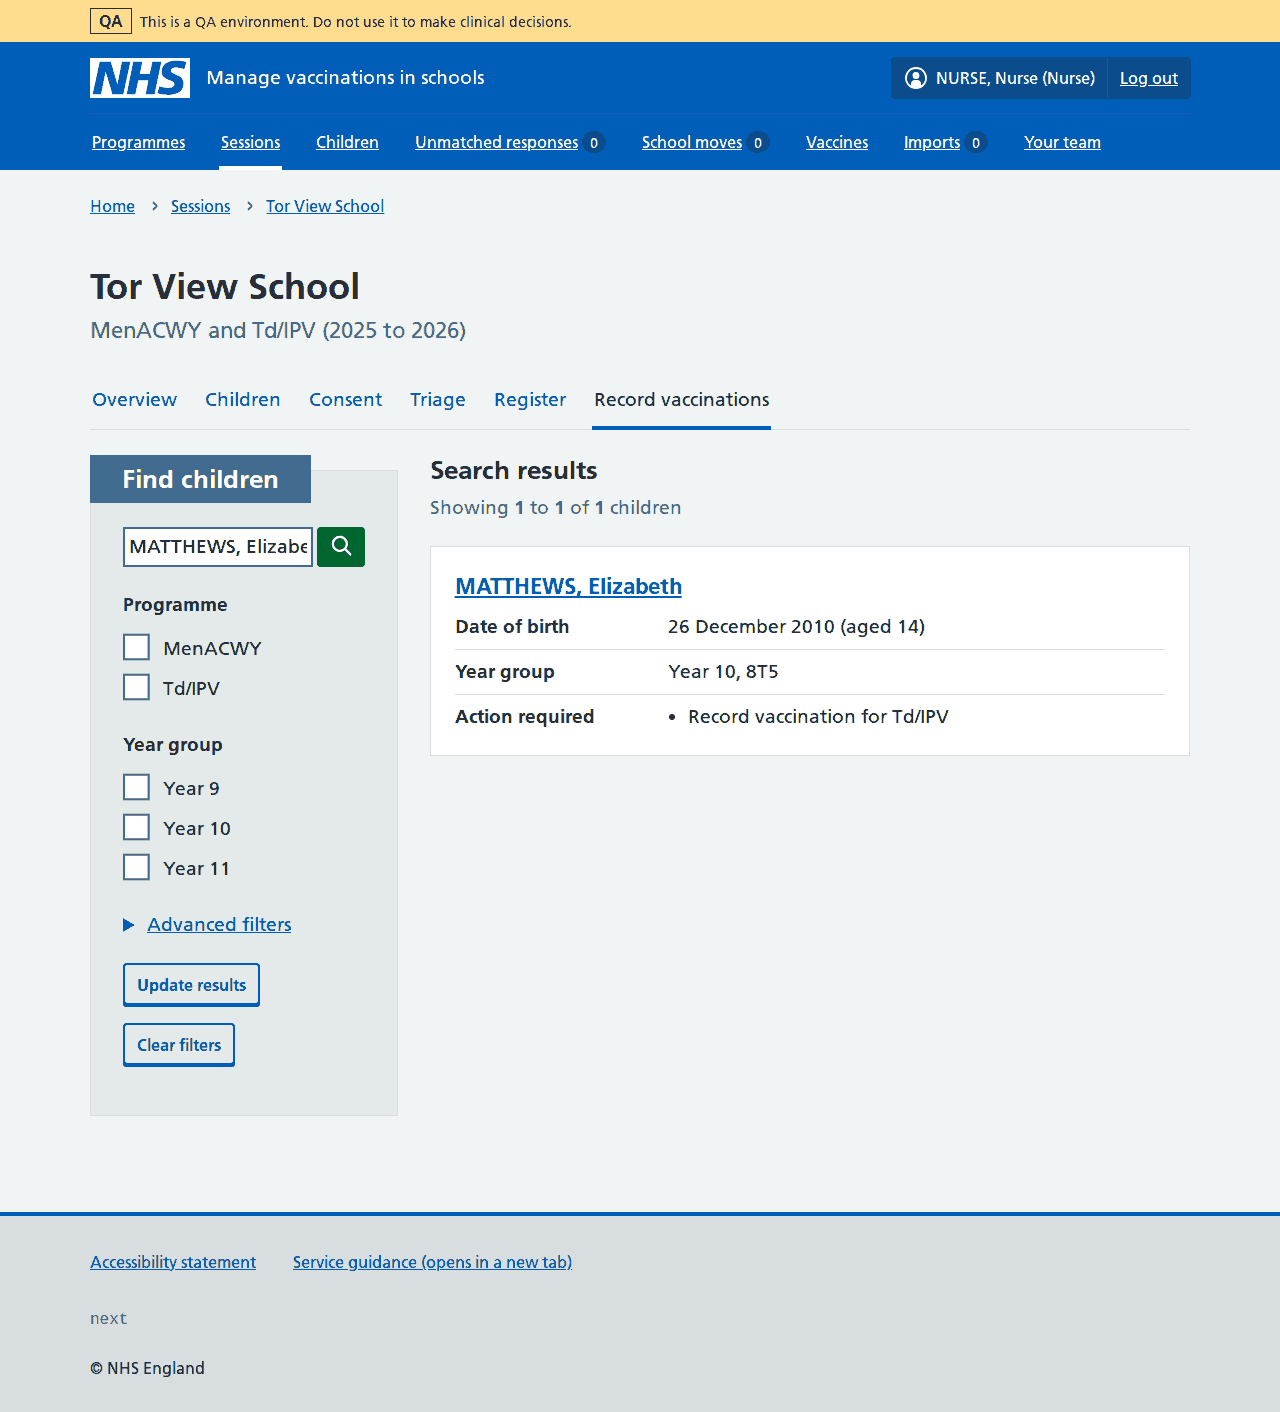 QA This is a QA environment. Do not use it to make clinical decisions.
NHS Manage vaccinations in schools NURSE, Nurse (Nurse) Log out
Programmes Sessions Children Unmatched responses 0 School moves 0 Vaccines Imports 0 Your team
Home Sessions Tor View School
Tor View School
MenACWY and Td/IPV (2025 to 2026)
Overview Children Consent Triage Register Record vaccinations
Find children
MATTHEWS, Elizabe
Programme
MenACWY
Td/IPV
Year group
Year 9
Year 10
Year 11
Advanced filters
Update results
Clear filters
Search results
Showing 1 to 1 of 1 children
MATTHEWS, Elizabeth
Date of birth 26 December 2010 (aged 14)
Year group Year 10, 8T5
Action required • Record vaccination for Td/IPV
Accessibility statement Service guidance (opens in a new tab)
next
© NHS England